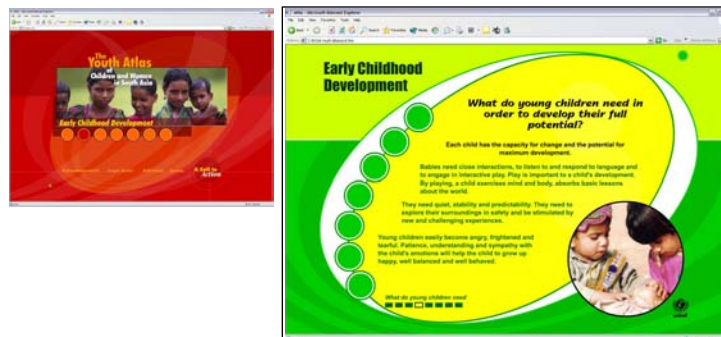 The
Youth Atlas
of
Children and Women
in South Asia
Early Childhood Development
A Call to
Action
Early Childhood
Development
What do young children need in
order to develop their full
potential?
Each child has the capacity for change and the potential for
maximum development.
Babies need close interactions, to listen to and respond to language and
to engage in interactive play. Play is important to a child's development.
By playing, a child exercises mind and body, absorbs basic lessons
about the world.
They need quiet, stability and predictability. They need to
explore their surroundings in safety and be stimulated by
new and challenging experiences.
Young children easily become angry, frightened and
tearful. Patience, understanding and sympathy with
the child's emotions will help the child to grow up
happy, well balanced and well behaved.
What do young children need
unicef